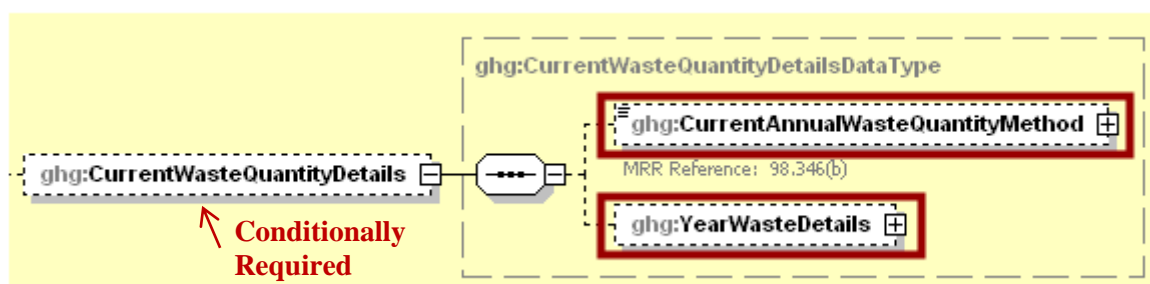 ghg:CurrentWasteQuantityDetailsDataType
ghg:CurrentAnnualWasteQuantityMethod
MRR Reference: 98.346(b)
ghg:CurrentWasteQuantityDetails
ghg:YearWasteDetails
Conditionally
Required